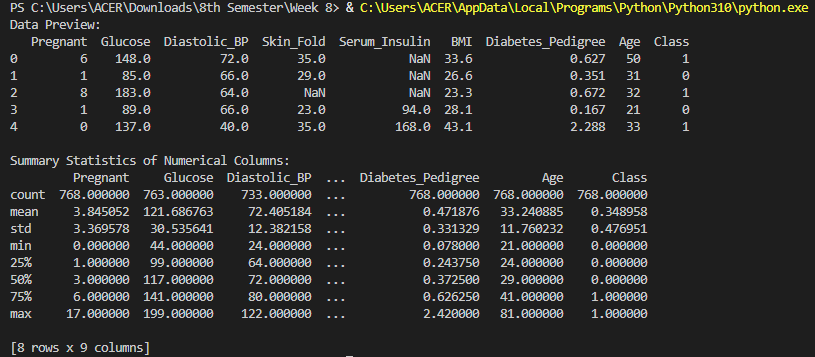 PS C:\Users\ACER\Downloads\8th Semester\Week 8> & C:\Users\ACER\AppData\Local\Programs\Python\Python310\python.exe
Data Preview:
   Pregnant  Glucose  Diastolic_BP  Skin_Fold  Serum_Insulin   BMI  Diabetes_Pedigree  Age  Class
0         6    148.0          72.0       35.0            NaN  33.6              0.627   50      1
1         1     85.0          66.0       29.0            NaN  26.6              0.351   31      0
2         8    183.0          64.0        NaN            NaN  23.3              0.672   32      1
3         1     89.0          66.0       23.0           94.0  28.1              0.167   21      0
4         0    137.0          40.0       35.0          168.0  43.1              2.288   33      1
Summary Statistics of Numerical Columns:
         Pregnant     Glucose  Diastolic_BP  ...  Diabetes_Pedigree         Age       Class
count  768.000000  763.000000    733.000000  ...         768.000000  768.000000  768.000000
mean     3.845052  121.686763     72.405184  ...           0.471876   33.240885    0.348958
std      3.369578   30.535641     12.382158  ...           0.331329   11.760232    0.476951
min      0.000000   44.000000     24.000000  ...           0.078000   21.000000    0.000000
25%      1.000000   99.000000     64.000000  ...           0.243750   24.000000    0.000000
50%      3.000000  117.000000     72.000000  ...           0.372500   29.000000    0.000000
75%      6.000000  141.000000     80.000000  ...           0.626250   41.000000    1.000000
max     17.000000  199.000000    122.000000  ...           2.420000   81.000000    1.000000
[8 rows x 9 columns]